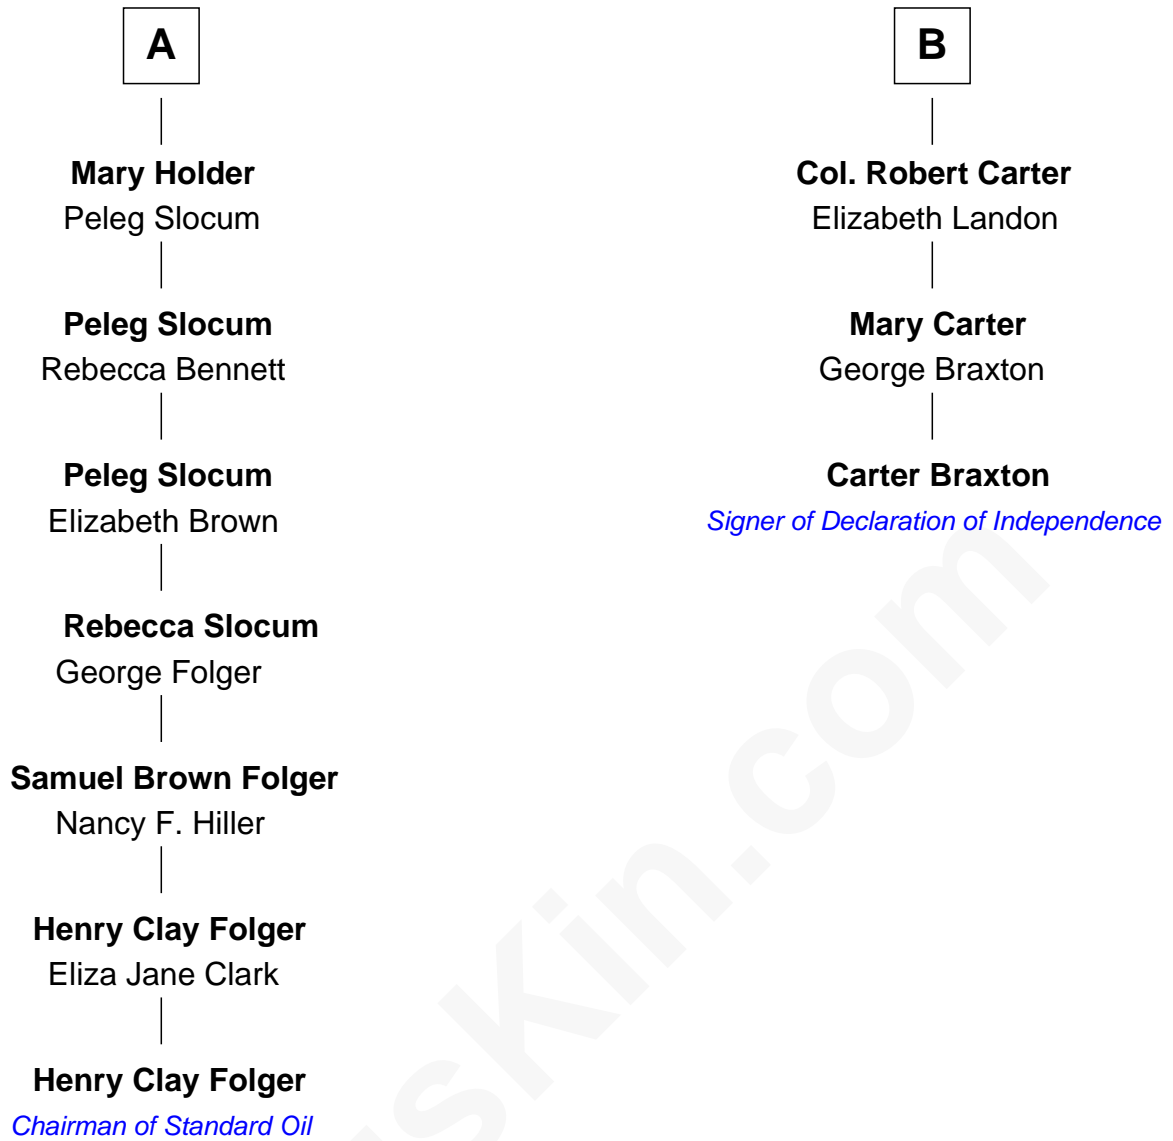 A
Mary Holder
Peleg Slocum
Peleg Slocum
Rebecca Bennett
Peleg Slocum
Elizabeth Brown
Rebecca Slocum
George Folger
Samuel Brown Folger
Nancy F. Hiller
Henry Clay Folger
Eliza Jane Clark
Henry Clay Folger
Chairman of Standard Oil
B
Col. Robert Carter
Elizabeth Landon
Mary Carter
George Braxton
Carter Braxton
Signer of Declaration of Independence
usKin.com